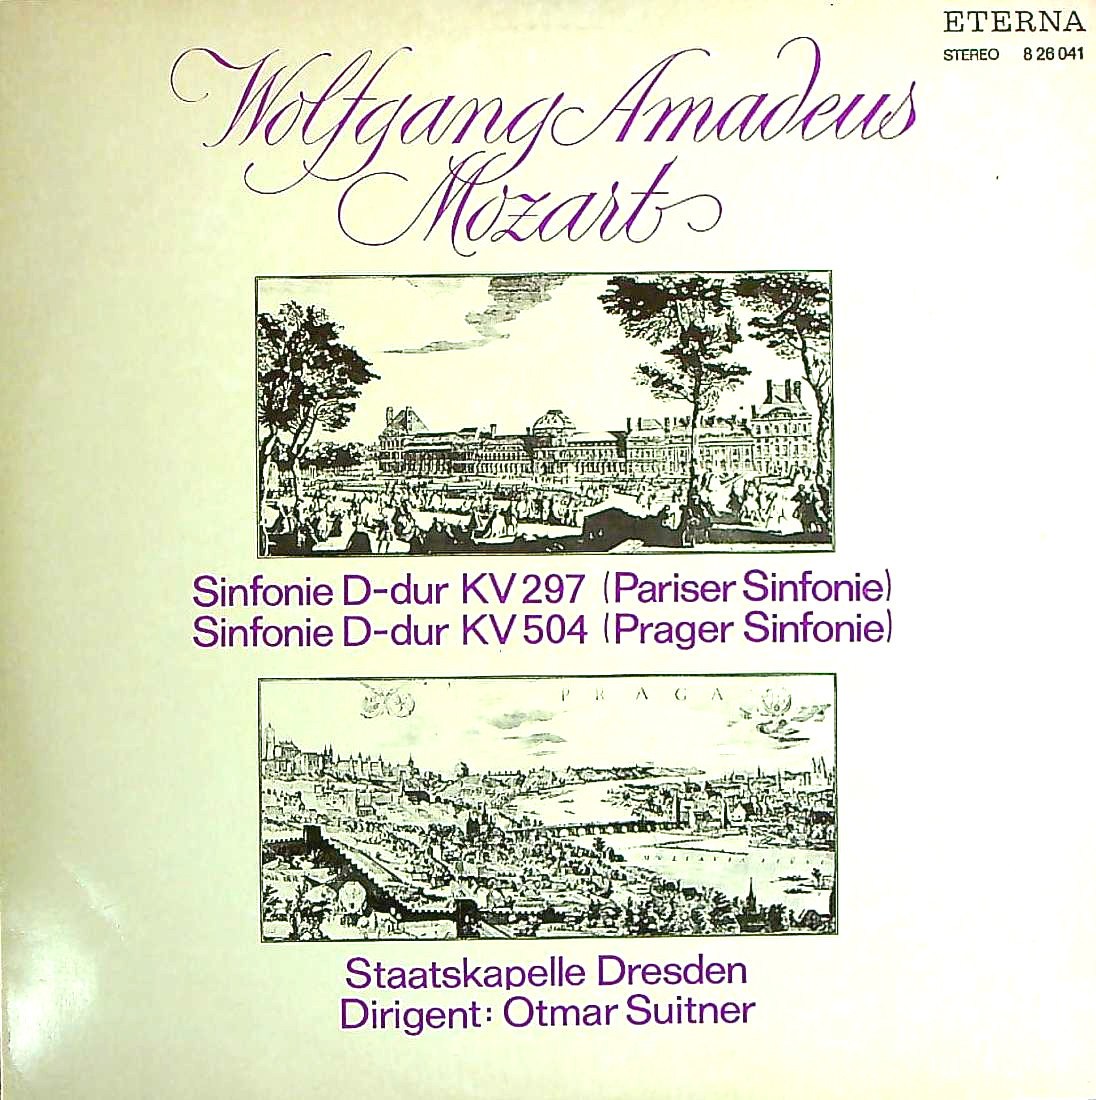 ETERNA
STEREO 8 26 041
Wolfgang Amadeus
Mozart
Sinfonie D-dur KV 297 (Pariser Sinfonie)
Sinfonie D-dur KV 504 (Prager Sinfonie)
PRAGA
Staatskapelle Dresden
Dirigent: Otmar Suitner